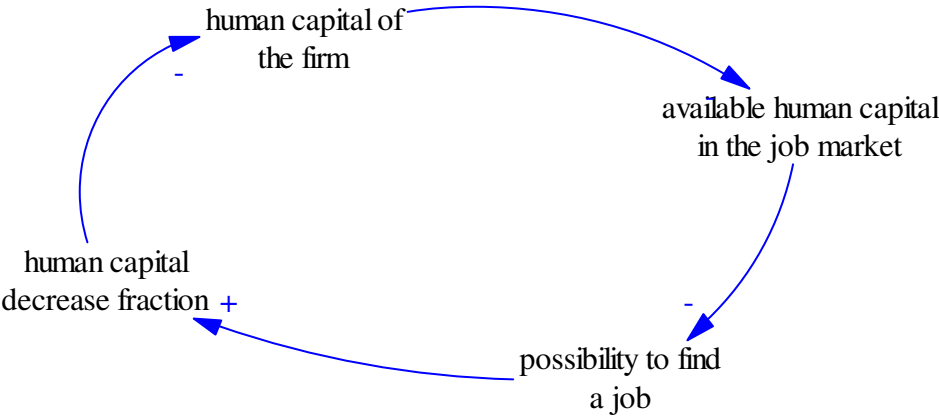 human capital of
the firm
-
-
available human capital
in the job market
human capital
decrease fraction +
-
possibility to find
a job